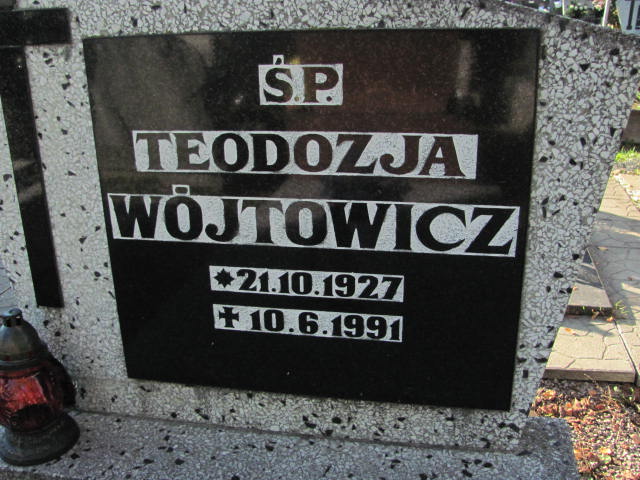 Ś.P.
TEODOZJA
WÓJTOWICZ
* 21.10.1927
✝ 10.6.1991